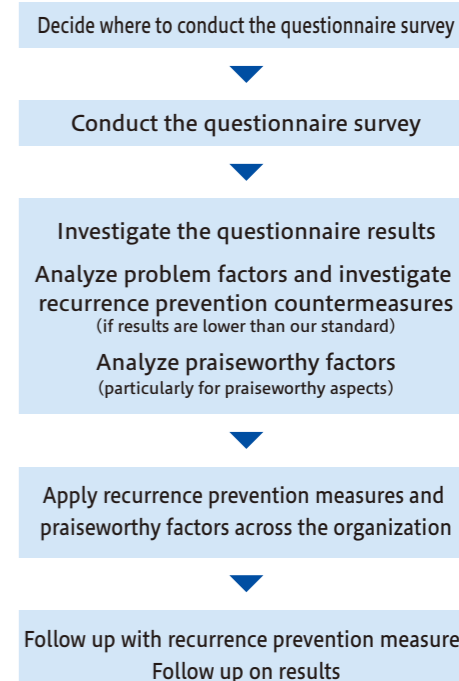 Decide where to conduct the questionnaire survey
Conduct the questionnaire survey
Investigate the questionnaire results
Analyze problem factors and investigate
recurrence prevention countermeasures
(if results are lower than our standard)
Analyze praiseworthy factors
(particularly for praiseworthy aspects)
Apply recurrence prevention measures and
praiseworthy factors across the organization
Follow up with recurrence prevention measure
Follow up on results